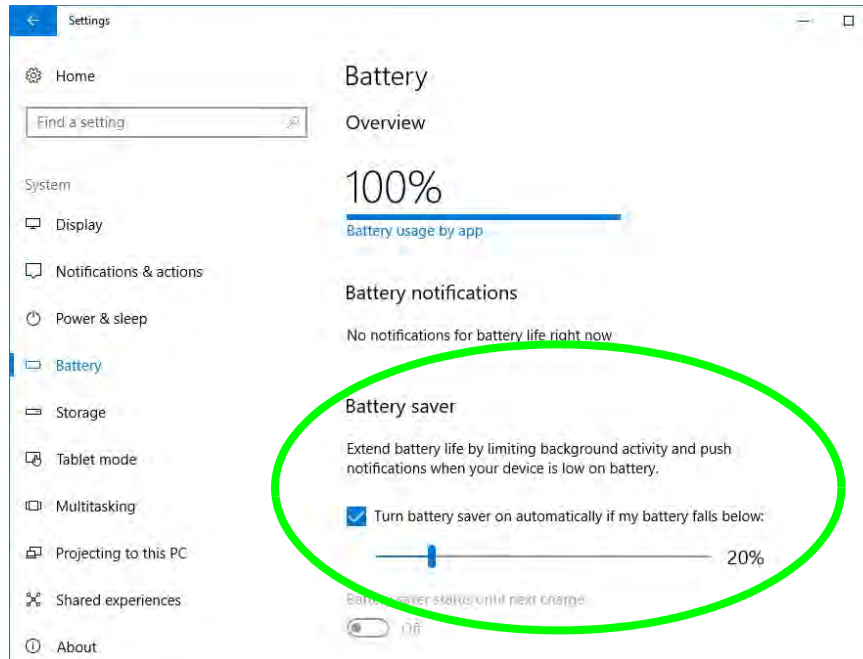 Settings
Home
Find a setting
System
Display
Notifications & actions
Power & sleep
Battery
Storage
Tablet mode
Multitasking
Projecting to this PC
Shared experiences
About
Battery
Overview
100%
Battery usage by app
Battery notifications
No notifications for battery life right now
Battery saver
Extend battery life by limiting background activity and push
notifications when your device is low on battery.
Turn battery saver on automatically if my battery falls below:
20%
Battery saver status until next charge
Off